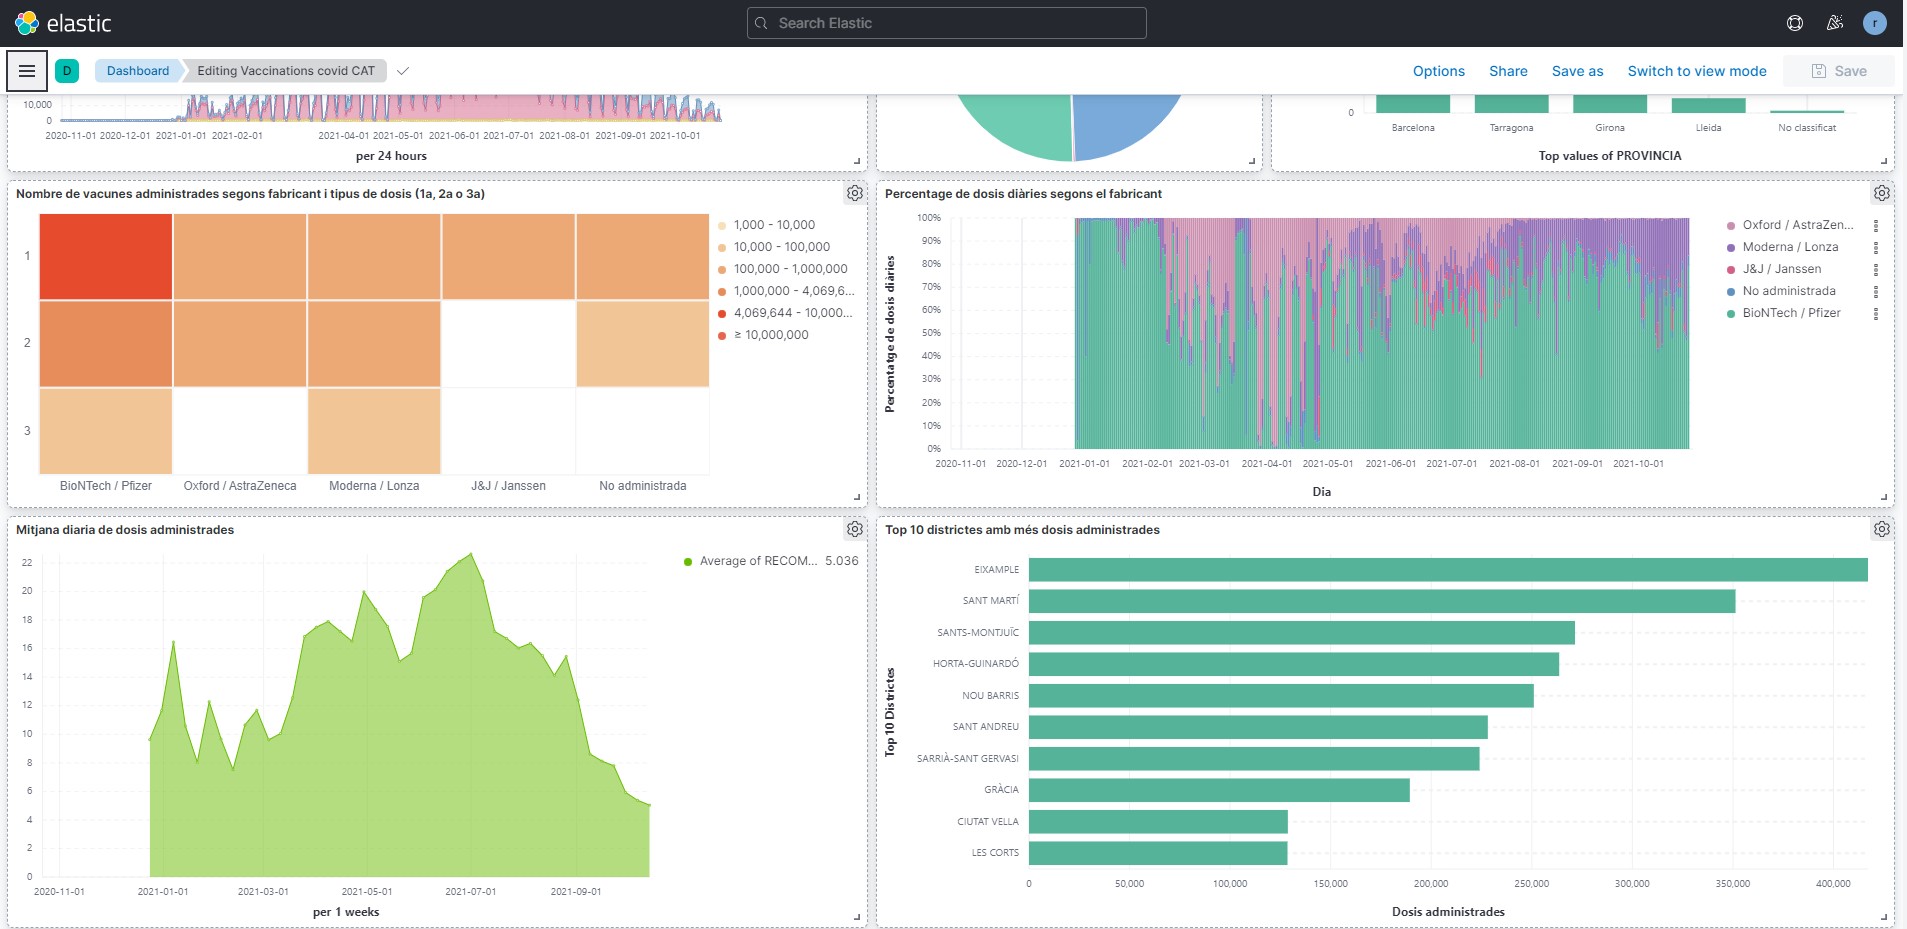 elastic
Search Elastic
r
D
Dashboard
Editing Vaccinations covid CAT
Options
Share
Save as
Switch to view mode
Save
10,000
0
2020-11-01 2020-12-01 2021-01-01 2021-02-01 2021-04-01 2021-05-01 2021-06-01 2021-07-01 2021-08-01 2021-09-01 2021-10-01
per 24 hours
0
Barcelona Tarragona Girona Lleida No classificat
Top values of PROVINCIA
Nombre de vacunes administrades segons fabricant i tipus de dosis (1a, 2a o 3a)
1
2
3
BioNTech / Pfizer Oxford / AstraZeneca Moderna / Lonza J&J / Janssen No administrada
1,000 - 10,000
10,000 - 100,000
100,000 - 1,000,000
1,000,000 - 4,069,6...
4,069,644 - 10,000...
≥ 10,000,000
Percentage de dosis diàries segons el fabricant
Percentatge de dosis diàries
100%
90%
80%
70%
60%
50%
40%
30%
20%
10%
0%
2020-11-01 2020-12-01 2021-01-01 2021-02-01 2021-03-01 2021-04-01 2021-05-01 2021-06-01 2021-07-01 2021-08-01 2021-09-01 2021-10-01
Dia
Oxford / AstraZen...
Moderna / Lonza
J&J / Janssen
No administrada
BioNTech / Pfizer
Mitjana diaria de dosis administrades
22
20
18
16
14
12
10
8
6
4
2
0
2020-11-01 2021-01-01 2021-03-01 2021-05-01 2021-07-01 2021-09-01
per 1 weeks
Average of RECOM... 5.036
Top 10 districtes amb més dosis administrades
Top 10 Districtes
EIXAMPLE
SANT MARTÍ
SANTS-MONTJUÏC
HORTA-GUINARDÓ
NOU BARRIS
SANT ANDREU
SARRIÀ-SANT GERVASI
GRÀCIA
CIUTAT VELLA
LES CORTS
0 50,000 100,000 150,000 200,000 250,000 300,000 350,000 400,000
Dosis administrades